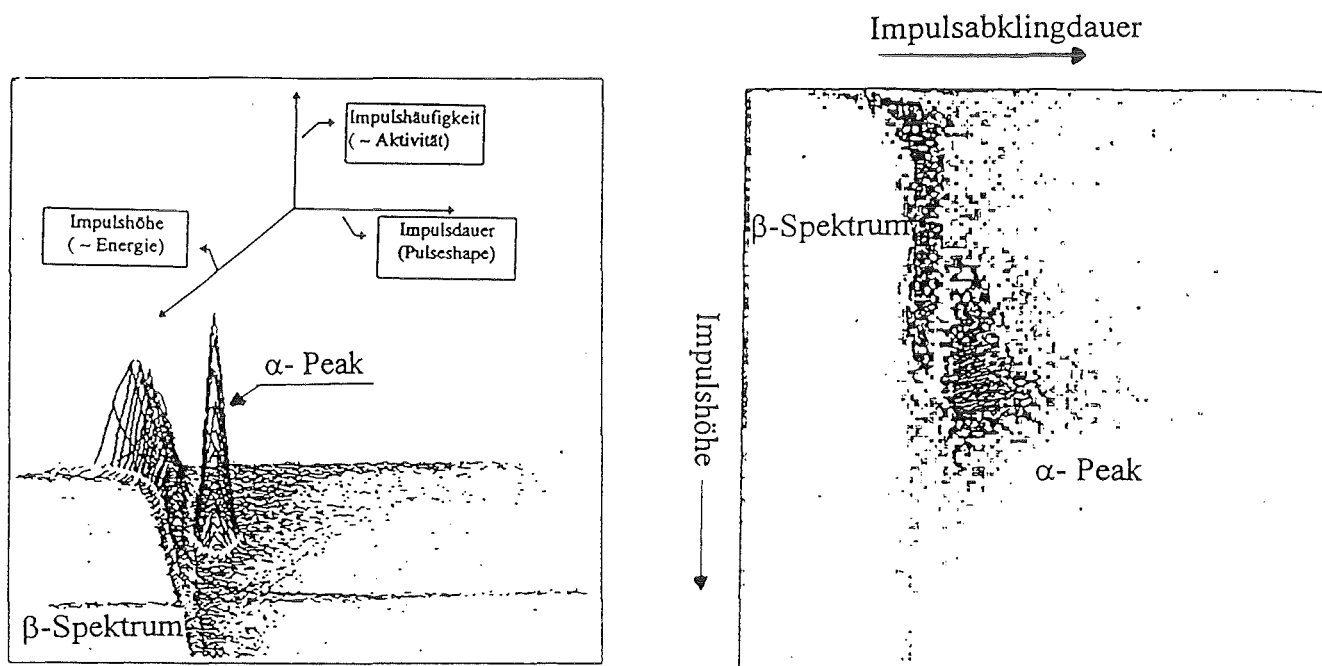 Impulshäufigkeit
( ~ Aktivität)
Impulshöhe
( ~ Energie)
Impulsdauer
(Pulseshape)
α- Peak
β-Spektrum
Impulsabklingdauer
β-Spektrum
Impulshöhe
α- Peak